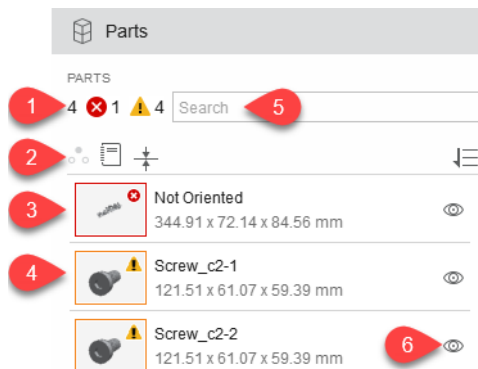 Parts
PARTS
1 4 1 4 Search 5
2
3 Not Oriented
344.91 x 72.14 x 84.56 mm
4 Screw_c2-1
121.51 x 61.07 x 59.39 mm
Screw_c2-2
6
121.51 x 61.07 x 59.39 mm